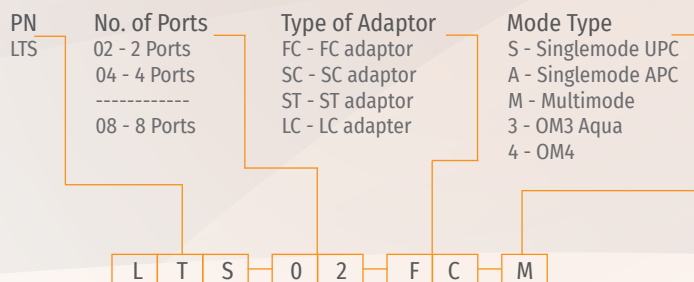 PN
LTS
No. of Ports
02 - 2 Ports
04 - 4 Ports
------------
08 - 8 Ports
Type of Adaptor
FC - FC adaptor
SC - SC adaptor
ST - ST adaptor
LC - LC adapter
Mode Type
S - Singlemode UPC
A - Singlemode APC
M - Multimode
3 - OM3 Aqua
4 - OM4
L T S 0 2 F C M